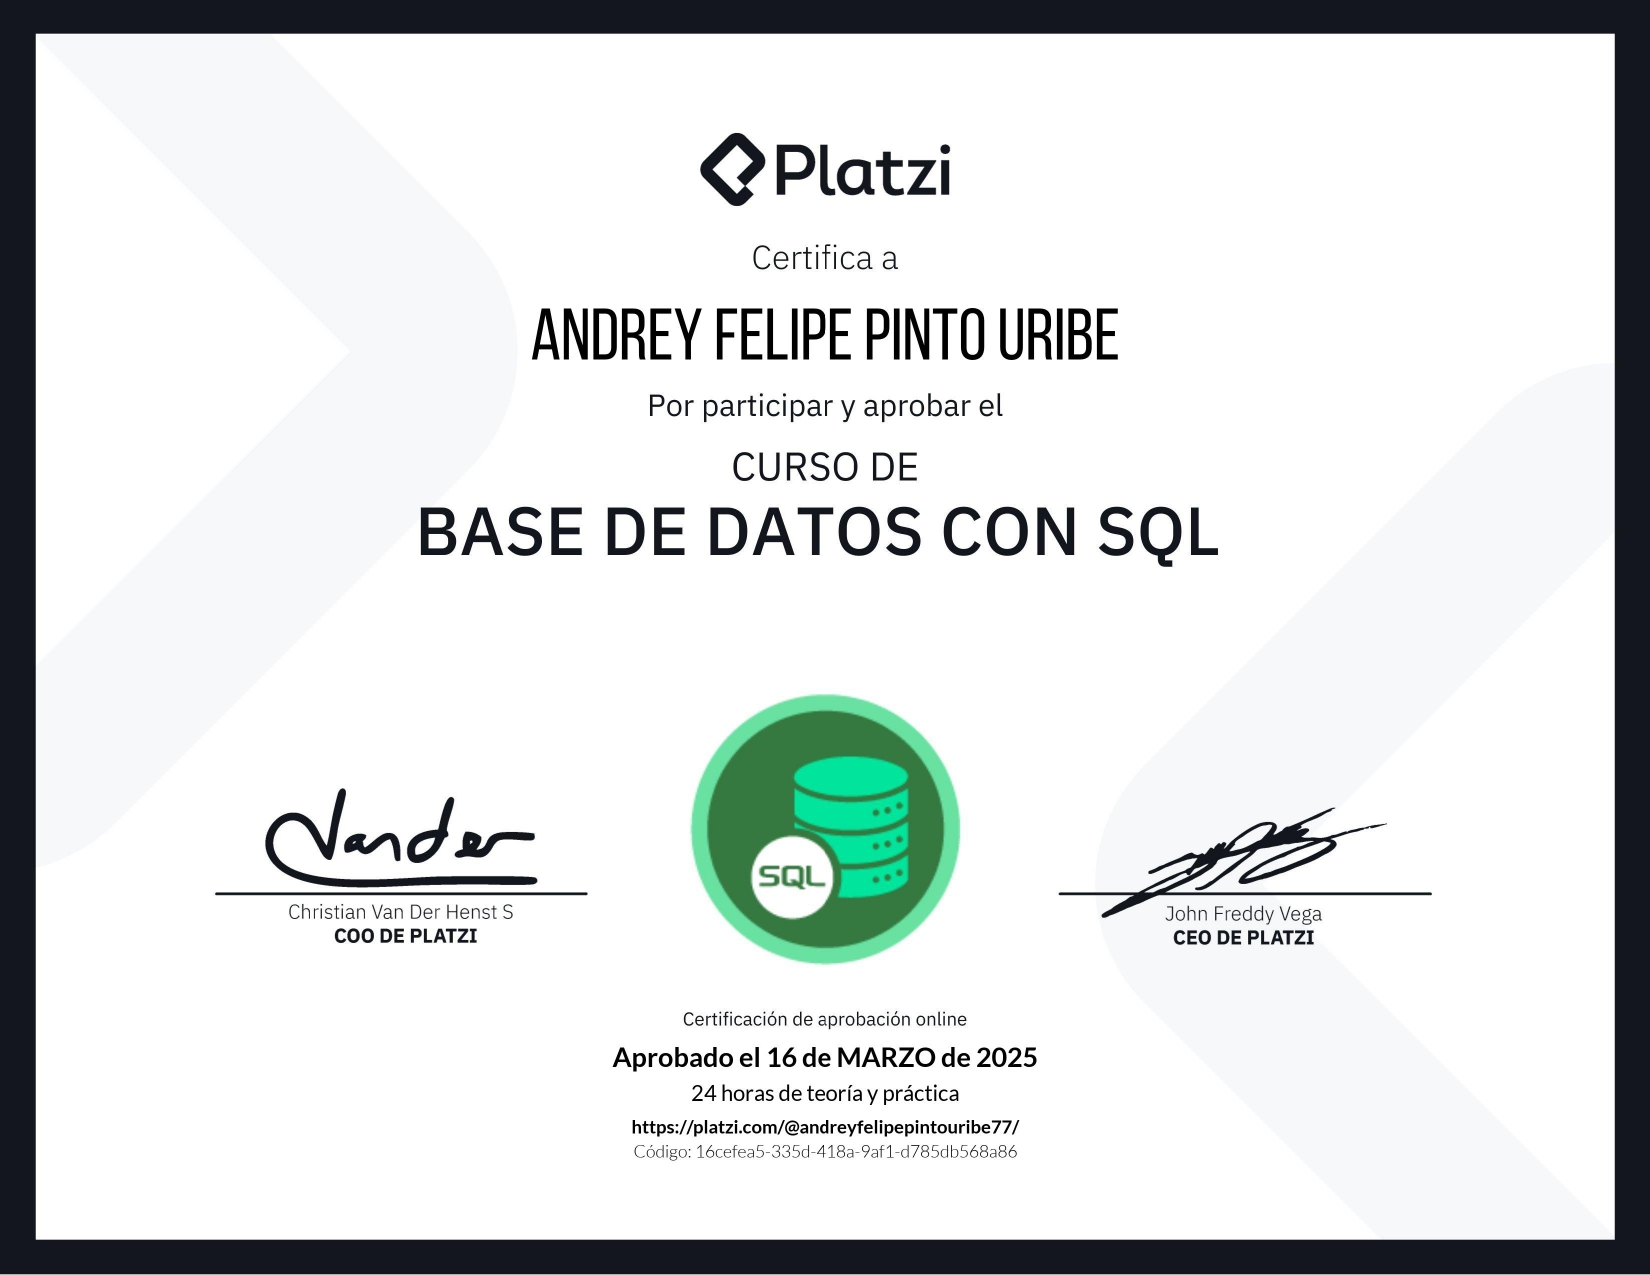 Platzi
Certifica a
ANDREY FELIPE PINTO URIBE
Por participar y aprobar el
CURSO DE
BASE DE DATOS CON SQL
SQL
Vander
Christian Van Der Henst S
COO DE PLATZI
John Freddy Vega
CEO DE PLATZI
Certificación de aprobación online
Aprobado el 16 de MARZO de 2025
24 horas de teoría y práctica
https://platzi.com/@andreyfelipepintouribe77/
Código: 16cefea5-335d-418a-9af1-d785db568a86